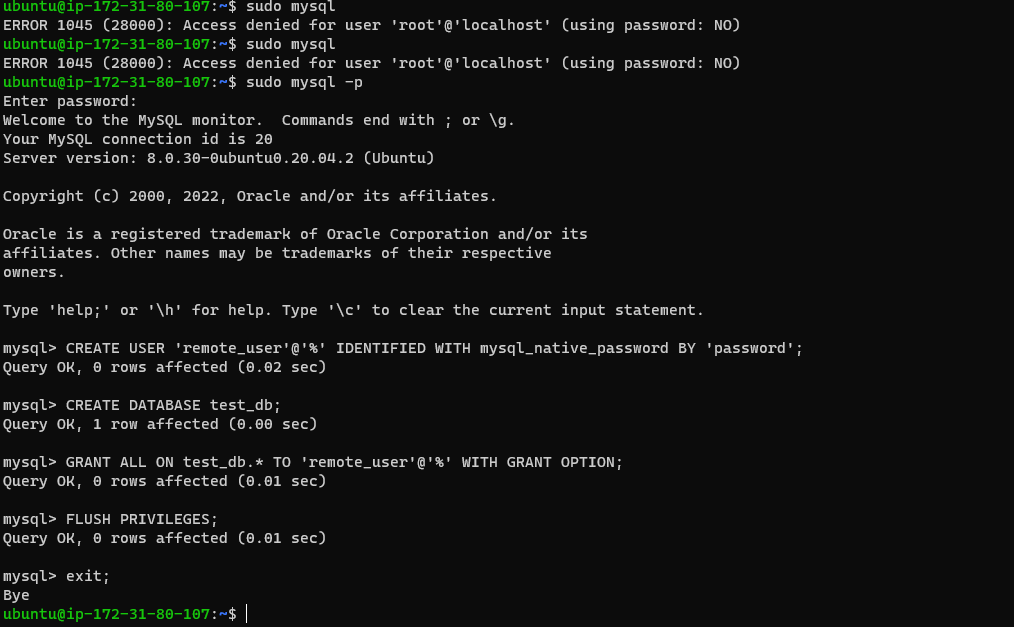 ubuntu@ip-172-31-80-107:~$ sudo mysql
ERROR 1045 (28000): Access denied for user 'root'@'localhost' (using password: NO)
ubuntu@ip-172-31-80-107:~$ sudo mysql
ERROR 1045 (28000): Access denied for user 'root'@'localhost' (using password: NO)
ubuntu@ip-172-31-80-107:~$ sudo mysql -p
Enter password:
Welcome to the MySQL monitor.  Commands end with ; or \g.
Your MySQL connection id is 20
Server version: 8.0.30-0ubuntu0.20.04.2 (Ubuntu)

Copyright (c) 2000, 2022, Oracle and/or its affiliates.

Oracle is a registered trademark of Oracle Corporation and/or its
affiliates. Other names may be trademarks of their respective
owners.

Type 'help;' or '\h' for help. Type '\c' to clear the current input statement.

mysql> CREATE USER 'remote_user'@'%' IDENTIFIED WITH mysql_native_password BY 'password';
Query OK, 0 rows affected (0.02 sec)

mysql> CREATE DATABASE test_db;
Query OK, 1 row affected (0.00 sec)

mysql> GRANT ALL ON test_db.* TO 'remote_user'@'%' WITH GRANT OPTION;
Query OK, 0 rows affected (0.01 sec)

mysql> FLUSH PRIVILEGES;
Query OK, 0 rows affected (0.01 sec)

mysql> exit;
Bye
ubuntu@ip-172-31-80-107:~$